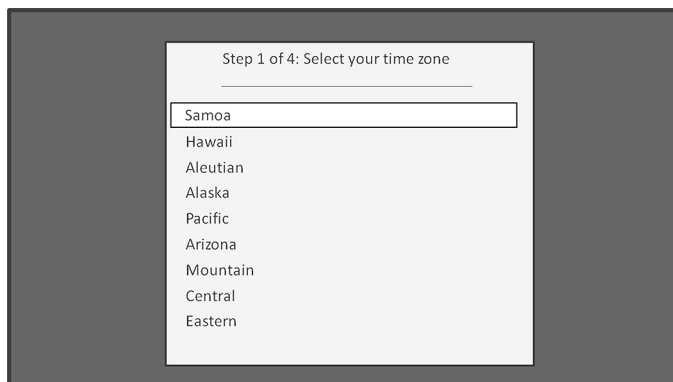 Step 1 of 4: Select your time zone
Samoa
Hawaii
Aleutian
Alaska
Pacific
Arizona
Mountain
Central
Eastern